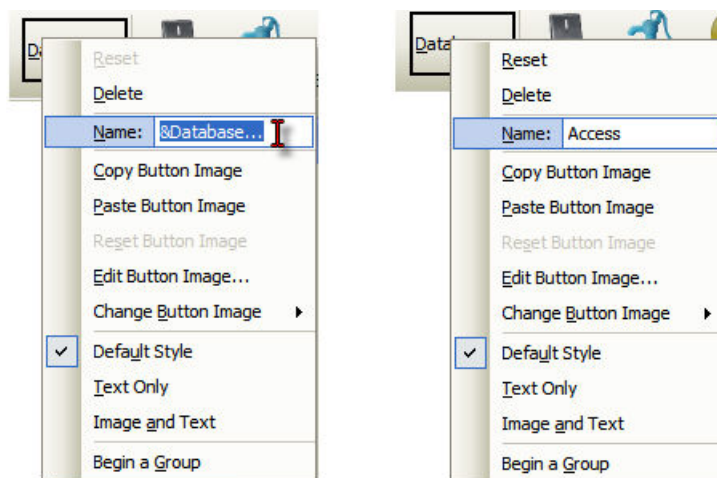 Reset
Delete
Name: &Database...
Copy Button Image
Paste Button Image
Reset Button Image
Edit Button Image...
Change Button Image
Default Style
Text Only
Image and Text
Begin a Group
Data
Reset
Delete
Name: Access
Copy Button Image
Paste Button Image
Reset Button Image
Edit Button Image...
Change Button Image
Default Style
Text Only
Image and Text
Begin a Group